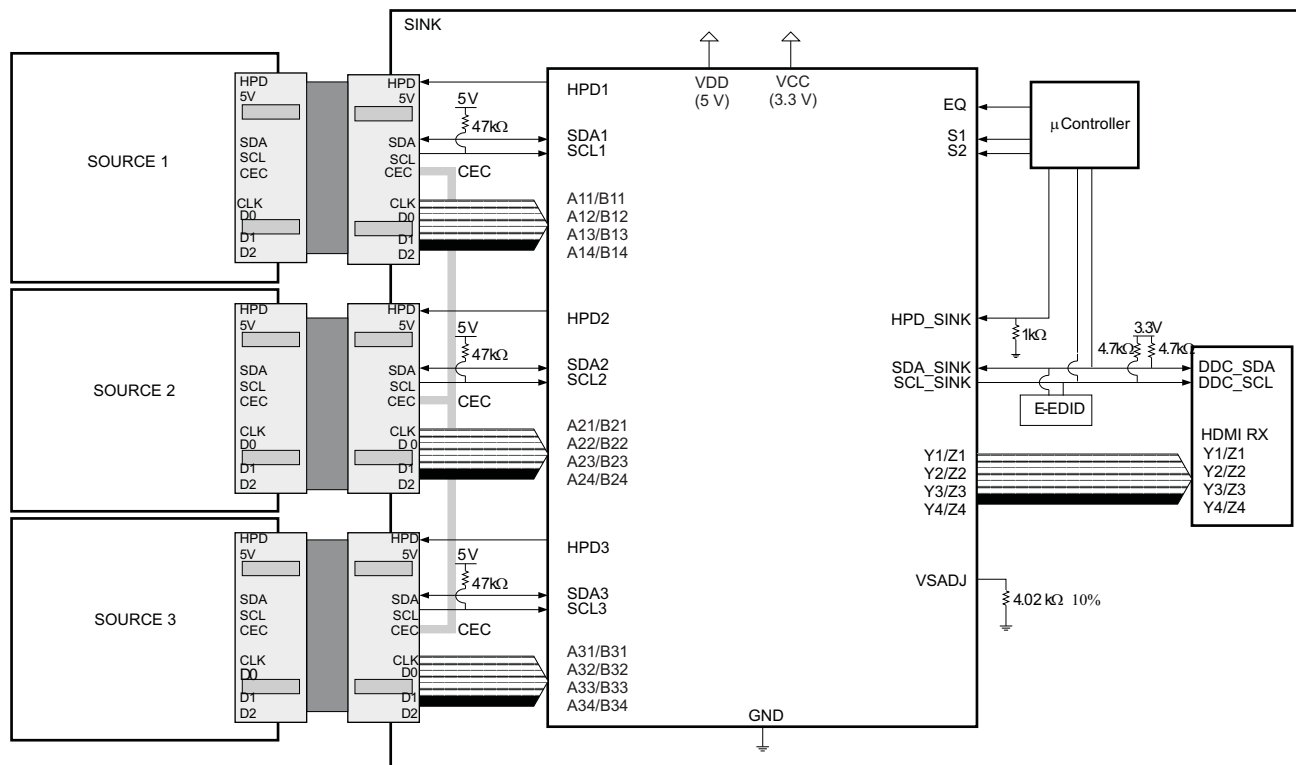 SINK
SOURCE 1
HPD
5V
SDA
SCL
CEC
CLK
D0
D1
D2
HPD
5V
SDA
SCL
CEC
CLK
D0
D1
D2
5V
47kΩ
CEC
HPD1
SDA1
SCL1
A11/B11
A12/B12
A13/B13
A14/B14
VDD
(5 V)
VCC
(3.3 V)
EQ
S1
S2
μController
SOURCE 2
HPD
5V
SDA
SCL
CEC
CLK
D0
D1
D2
HPD
5V
SDA
SCL
CEC
CLK
D 0
D1
D2
5V
47kΩ
CEC
HPD2
SDA2
SCL2
A21/B21
A22/B22
A23/B23
A24/B24
HPD_SINK
1kΩ
SDA_SINK
SCL_SINK
3.3V
4.7kΩ
4.7kΩ
E-EDID
DDC_SDA
DDC_SCL
HDMI RX
Y1/Z1
Y2/Z2
Y3/Z3
Y4/Z4
Y1/Z1
Y2/Z2
Y3/Z3
Y4/Z4
SOURCE 3
HPD
5V
SDA
SCL
CEC
CLK
D0
D1
D2
HPD
5V
SDA
SCL
CEC
CLK
D0
D1
D2
5V
47kΩ
CEC
HPD3
SDA3
SCL3
A31/B31
A32/B32
A33/B33
A34/B34
VSADJ
4.02 kΩ 10%
GND